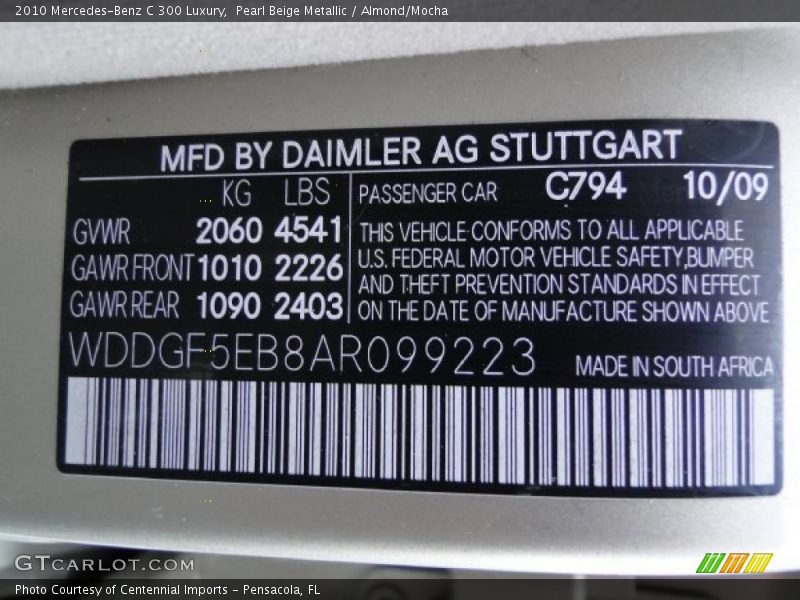 2010 Mercedes-Benz C 300 Luxury,  Pearl Beige Metallic / Almond/Mocha
MFD BY DAIMLER AG STUTTGART
KG LBS
GVWR 2060 4541
GAWR FRONT 1010 2226
GAWR REAR 1090 2403
PASSENGER CAR C794 10/09
THIS VEHICLE CONFORMS TO ALL APPLICABLE
U.S. FEDERAL MOTOR VEHICLE SAFETY,BUMPER
AND THEFT PREVENTION STANDARDS IN EFFECT
ON THE DATE OF MANUFACTURE SHOWN ABOVE
WDDGF5EB8AR099223 MADE IN SOUTH AFRICA
GTCARLOT.COM
Photo Courtesy of Centennial Imports - Pensacola, FL